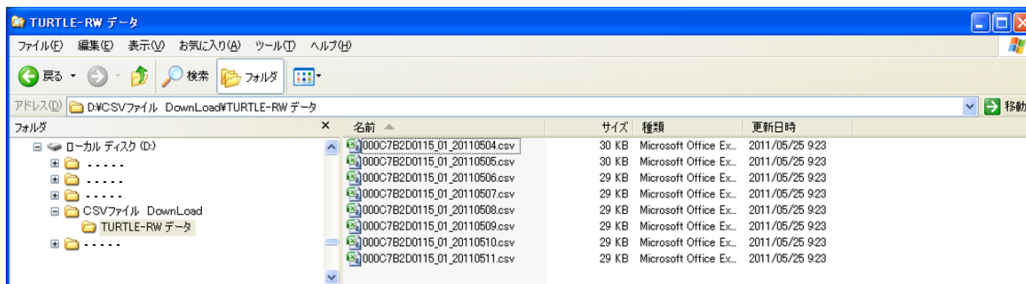 TURTLE-RW データ
ファイル(F) 編集(E) 表示(V) お気に入り(A) ツール(T) ヘルプ(H)
戻る 検索 フォルダ
アドレス(D) D:¥CSVファイル DownLoad¥TURTLE-RW データ 移動
フォルダ × 名前 サイズ 種類 更新日時
ローカル ディスク (D:)
.....
.....
.....
CSVファイル DownLoad
TURTLE-RW データ
.....
000C7B2D0115_01_20110504.csv 30 KB Microsoft Office Ex... 2011/05/25 9:23
000C7B2D0115_01_20110505.csv 30 KB Microsoft Office Ex... 2011/05/25 9:23
000C7B2D0115_01_20110506.csv 29 KB Microsoft Office Ex... 2011/05/25 9:23
000C7B2D0115_01_20110507.csv 29 KB Microsoft Office Ex... 2011/05/25 9:23
000C7B2D0115_01_20110508.csv 29 KB Microsoft Office Ex... 2011/05/25 9:23
000C7B2D0115_01_20110509.csv 29 KB Microsoft Office Ex... 2011/05/25 9:23
000C7B2D0115_01_20110510.csv 29 KB Microsoft Office Ex... 2011/05/25 9:23
000C7B2D0115_01_20110511.csv 29 KB Microsoft Office Ex... 2011/05/25 9:23